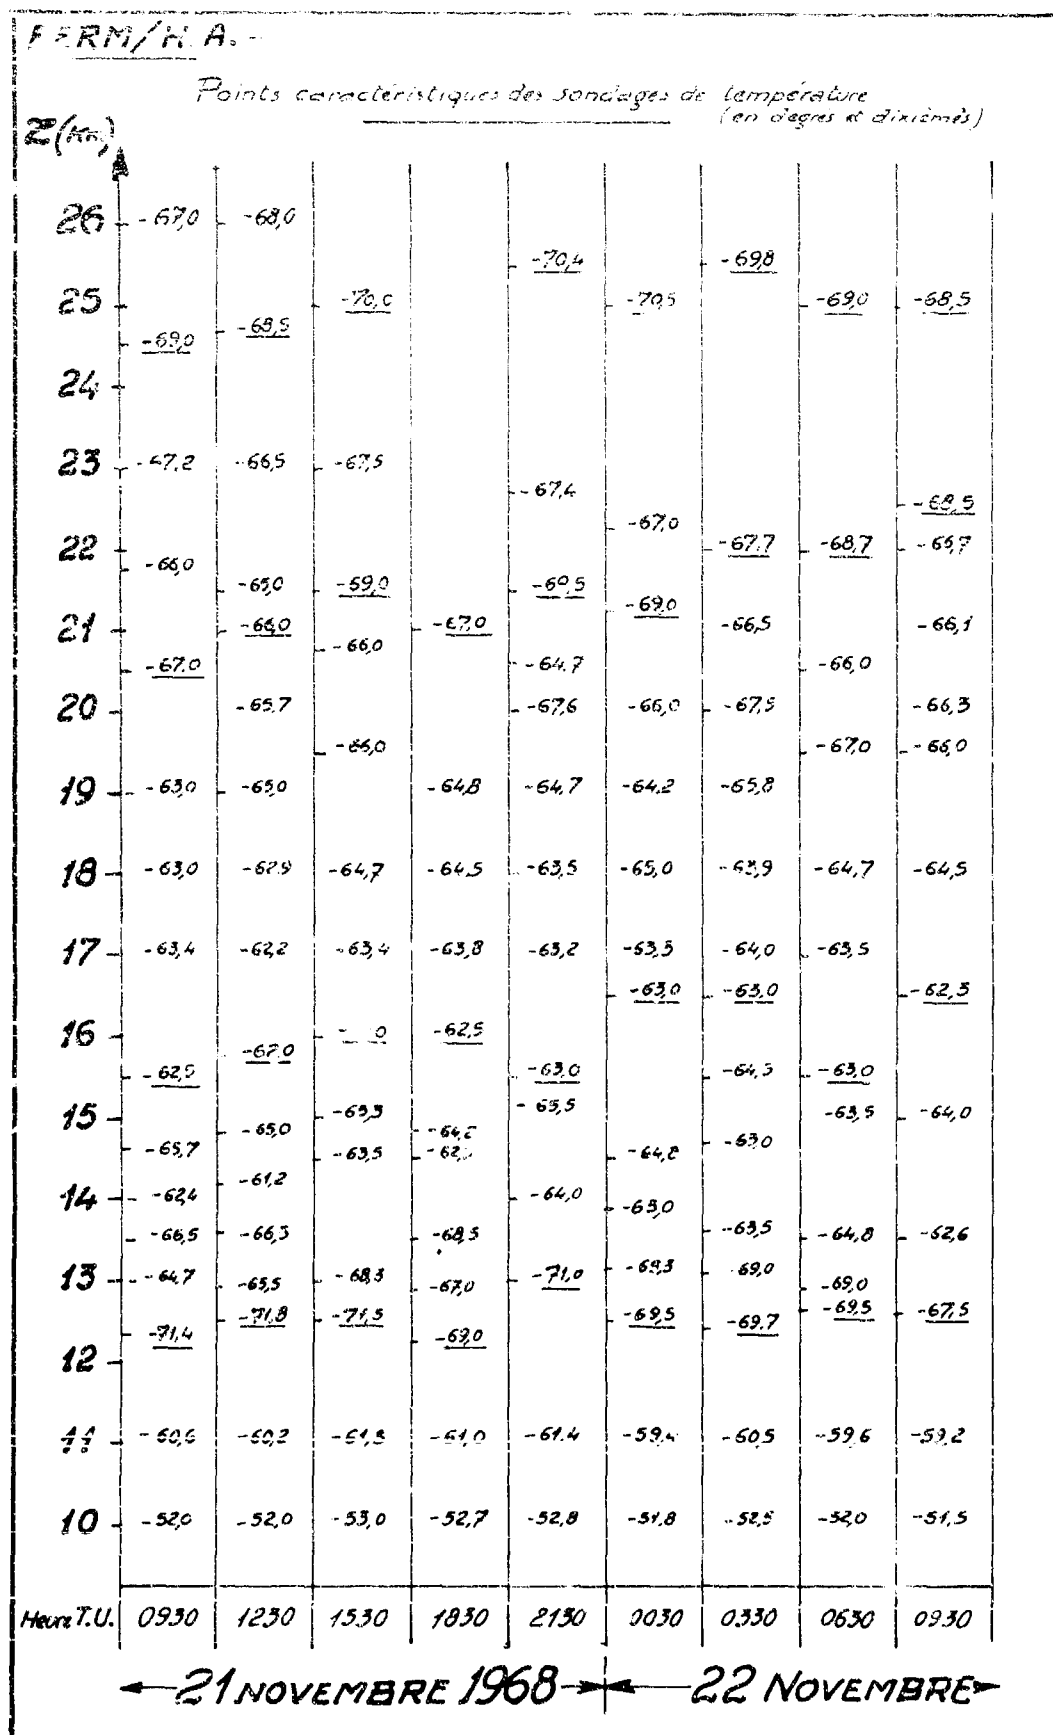 FERM/H.A.-
Points caractéristiques des sondages de température
(en degrés et dixièmes)
Z(Km)
26 -67,0 -68,0
-70,4 -69,8
25 -70,0 -70,5 -69,0 -68,5
-69,0 -68,5
24
23 -67,2 -66,5 -67,5
-67,4
-68,5
-67,0
22 -67.7 -68,7 -66,7
-66,0
-65,0 -69,0 -69,5
-69,0
21 -66,0 -67,0 -66,5 -66,1
-66,0
-67.0 -64.7 -66,0
20 -65.7 -67,6 -66,0 -67,5 -66,3
-66,0 -67,0 -66,0
19 -63,0 -65,0 -64,8 -64,7 -64,2 -65,8
18 -63,0 -62,9 -64,7 -64,5 -63,5 -65,0 -63,9 -64,7 -64,5
17 -63,4 -62,2 -63,4 -63,8 -63,2 -63,5 -64,0 -63,5
-63,0 -63,0 -62,5
16 -62,5
-62,0
-62,5 -63,0 -64,5 -63,0
15 -63,3 -65,5 -63,5 -64,0
-65,0
-65,7 -63,5 -64,8 -63,0
14 -62,4 -61,2 -64,0 -63,0
-66,5 -66,3 -68,5 -63,5 -64,8 -62,6
13 -64,7 -65,5 -68,3 -67,0 -71,0 -69,3 -69,0 -69,0
-71,4 -71,8 -71,5 -69,0 -69,5 -69.7 -69,5 -67,5
12
11 -60,6 -60,2 -61,3 -61,0 -61.4 -59,4 -60,5 -59,6 -59,2
10 -52,0 -52,0 -53,0 -52,7 -52,8 -51,8 -52,5 -52,0 -51,5
Heure T.U. 0930 1230 1530 1830 2130 0030 0330 0630 0930
21 NOVEMBRE 1968 22 NOVEMBRE